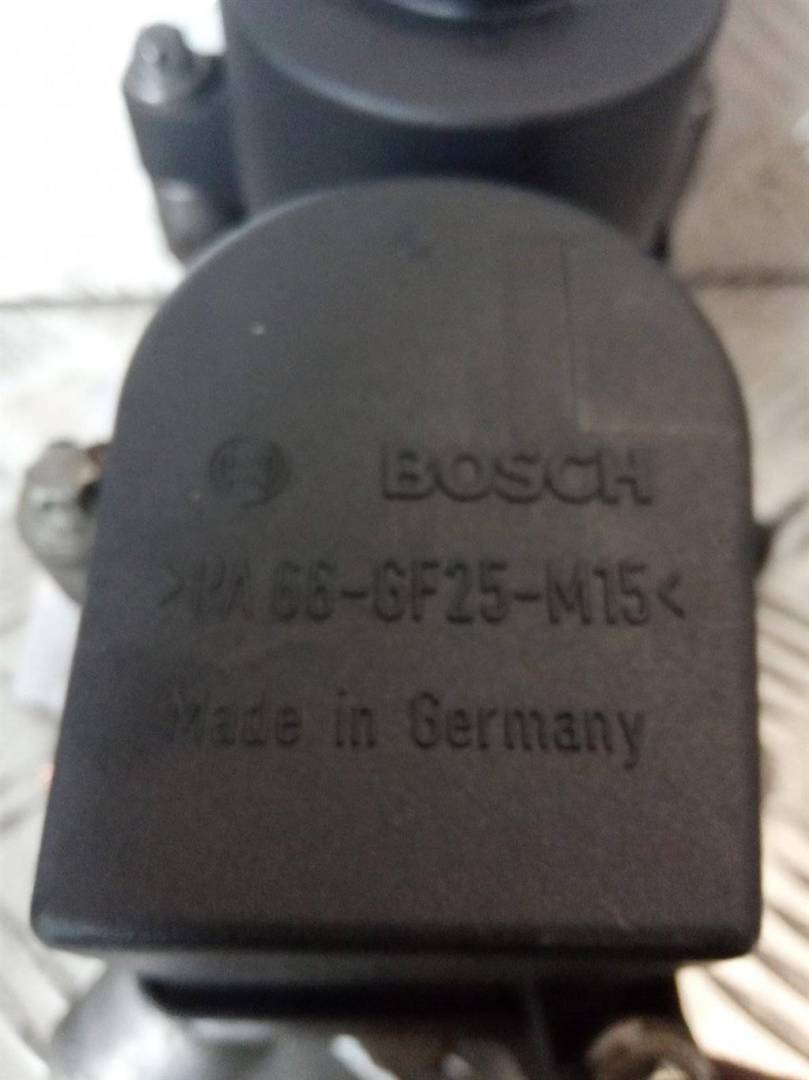 BOSCH
>PA 66-GF25-M15<
Made in Germany